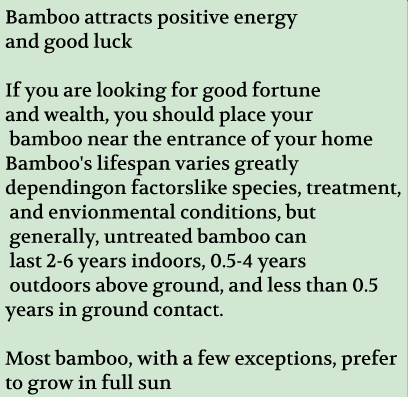 Bamboo attracts positive energy
and good luck
If you are looking for good fortune
and wealth, you should place your
bamboo near the entrance of your home
Bamboo's lifespan varies greatly
dependingon factorslike species, treatment,
and envionmental conditions, but
generally, untreated bamboo can
last 2-6 years indoors, 0.5-4 years
outdoors above ground, and less than 0.5
years in ground contact.
Most bamboo, with a few exceptions, prefer
to grow in full sun